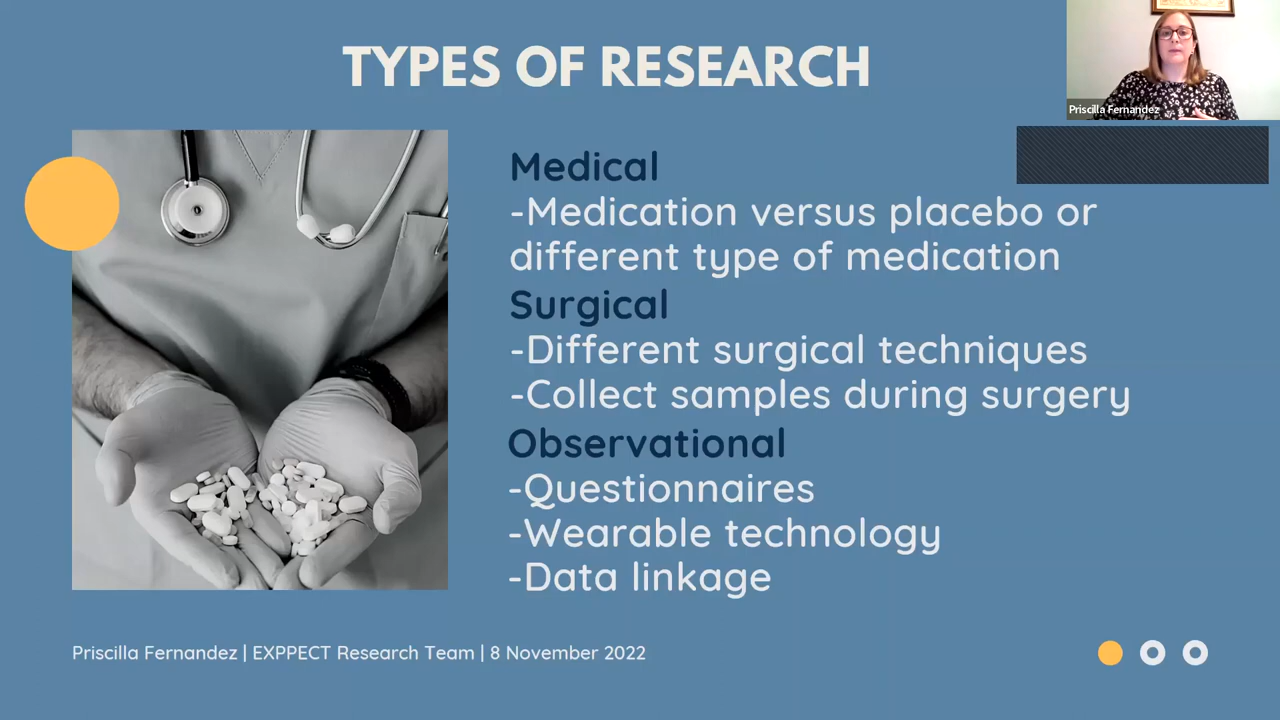 TYPES OF RESEARCH
Priscilla Fernandez
Medical
-Medication versus placebo or
different type of medication
Surgical
-Different surgical techniques
-Collect samples during surgery
Observational
-Questionnaires
-Wearable technology
-Data linkage
Priscilla Fernandez | EXPPECT Research Team | 8 November 2022